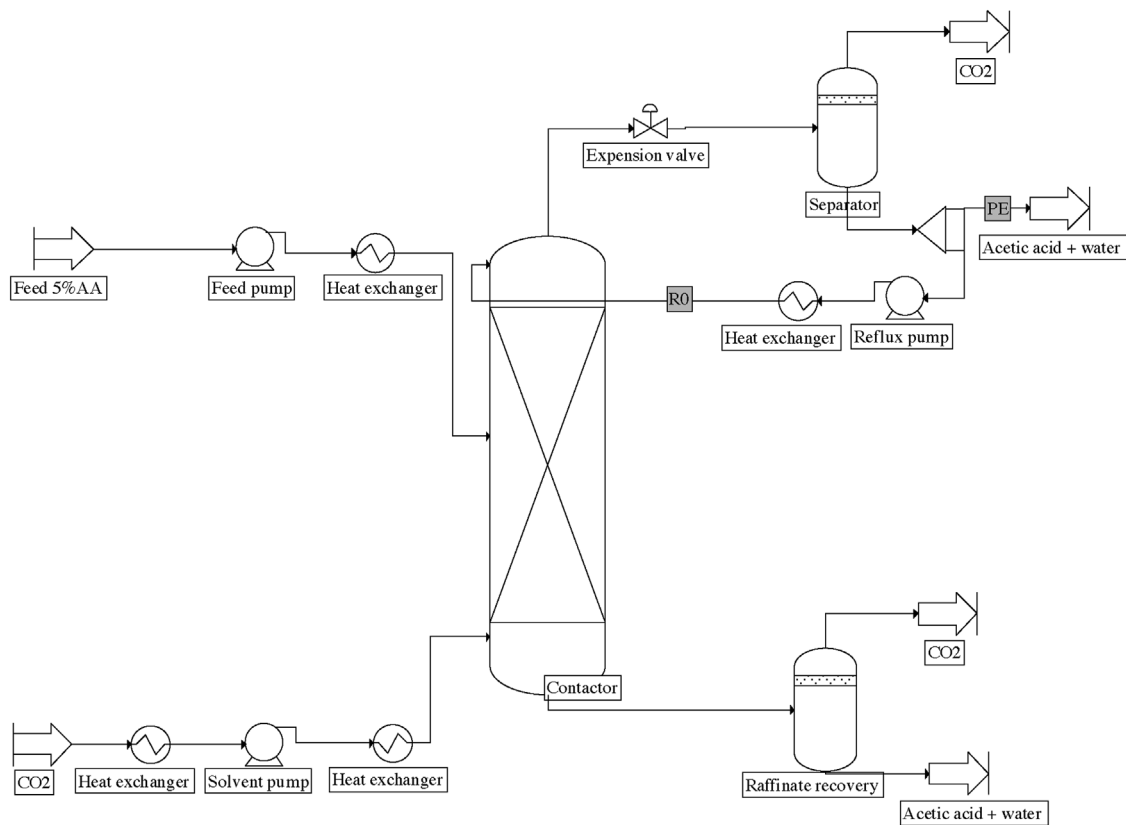 CO2
Expension valve
Separator
PE
Acetic acid + water
Feed 5%AA
Feed pump
Heat exchanger
R0
Heat exchanger
Reflux pump
Contactor
CO2
CO2
Heat exchanger
Solvent pump
Heat exchanger
Raffinate recovery
Acetic acid + water